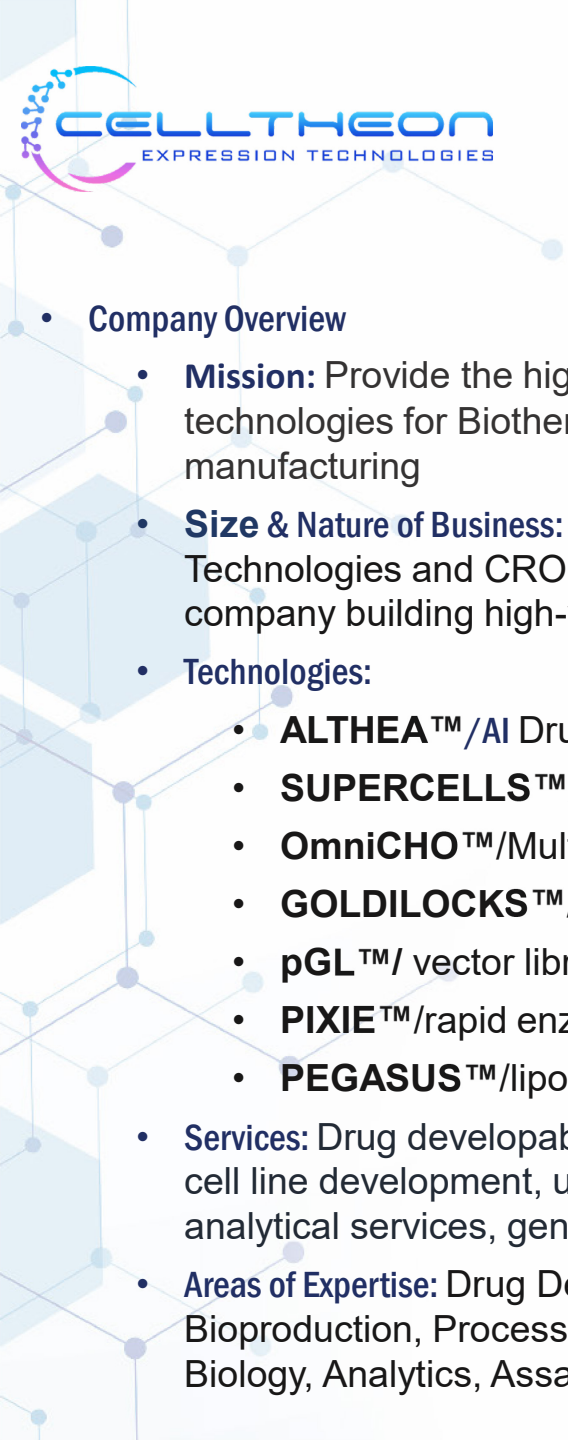 CELLTHEON
EXPRESSION TECHNOLOGIES
• Company Overview
• Mission: Provide the hig
technologies for Biother
manufacturing
• Size & Nature of Business:
Technologies and CRO
company building high-
• Technologies:
• ALTHEA™/AI Dru
• SUPERCELLS™
• OmniCHO™/Mul
• GOLDILOCKS™/
• pGL™/ vector libr
• PIXIE™/rapid enz
• PEGASUS™/lipo
• Services: Drug developab
cell line development, u
analytical services, gen
• Areas of Expertise: Drug De
Bioproduction, Process
Biology, Analytics, Assa